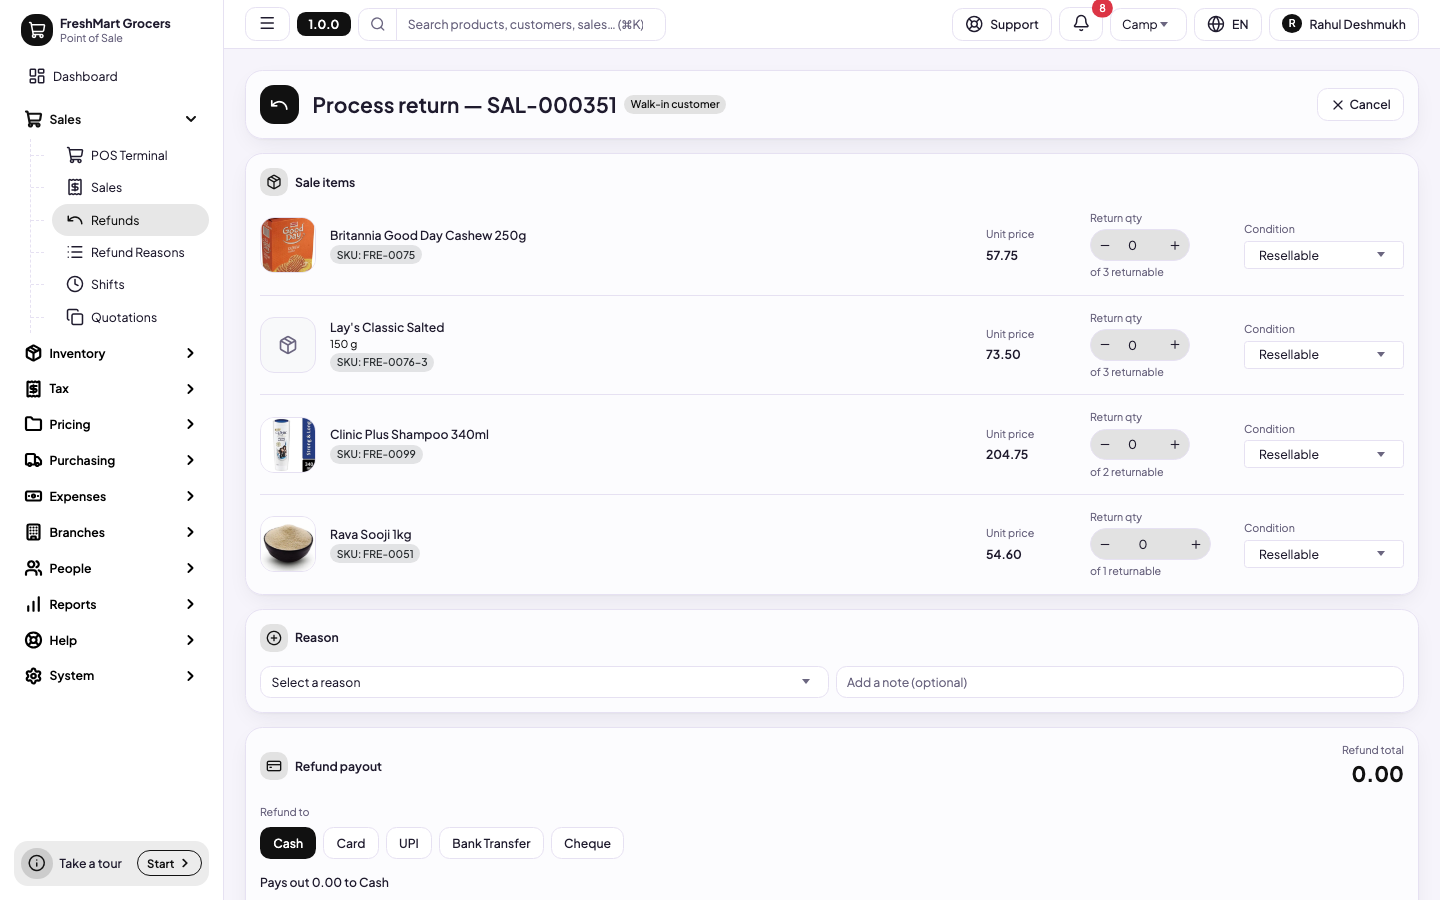 FreshMart Grocers
Point of Sale
Dashboard
Sales
POS Terminal
Sales
Refunds
Refund Reasons
Shifts
Quotations
Inventory
Tax
Pricing
Purchasing
Expenses
Branches
People
Reports
Help
System
Take a tour
Start
1.0.0
Search products, customers, sales... (⌘K)
Support
8
Camp
EN
R
Rahul Deshmukh
Process return — SAL-000351
Walk-in customer
Cancel
Sale items
Good Day
Britannia Good Day Cashew 250g
SKU: FRE-0075
Unit price
57.75
Return qty
− 0 +
of 3 returnable
Condition
Resellable
Lay's Classic Salted
150 g
SKU: FRE-0076-3
Unit price
73.50
Return qty
− 0 +
of 3 returnable
Condition
Resellable
Clinic Plus Shampoo 340ml
SKU: FRE-0099
Unit price
204.75
Return qty
− 0 +
of 2 returnable
Condition
Resellable
Rava Sooji 1kg
SKU: FRE-0051
Unit price
54.60
Return qty
− 0 +
of 1 returnable
Condition
Resellable
Reason
Select a reason
Add a note (optional)
Refund payout
Refund total
0.00
Refund to
Cash
Card
UPI
Bank Transfer
Cheque
Pays out 0.00 to Cash